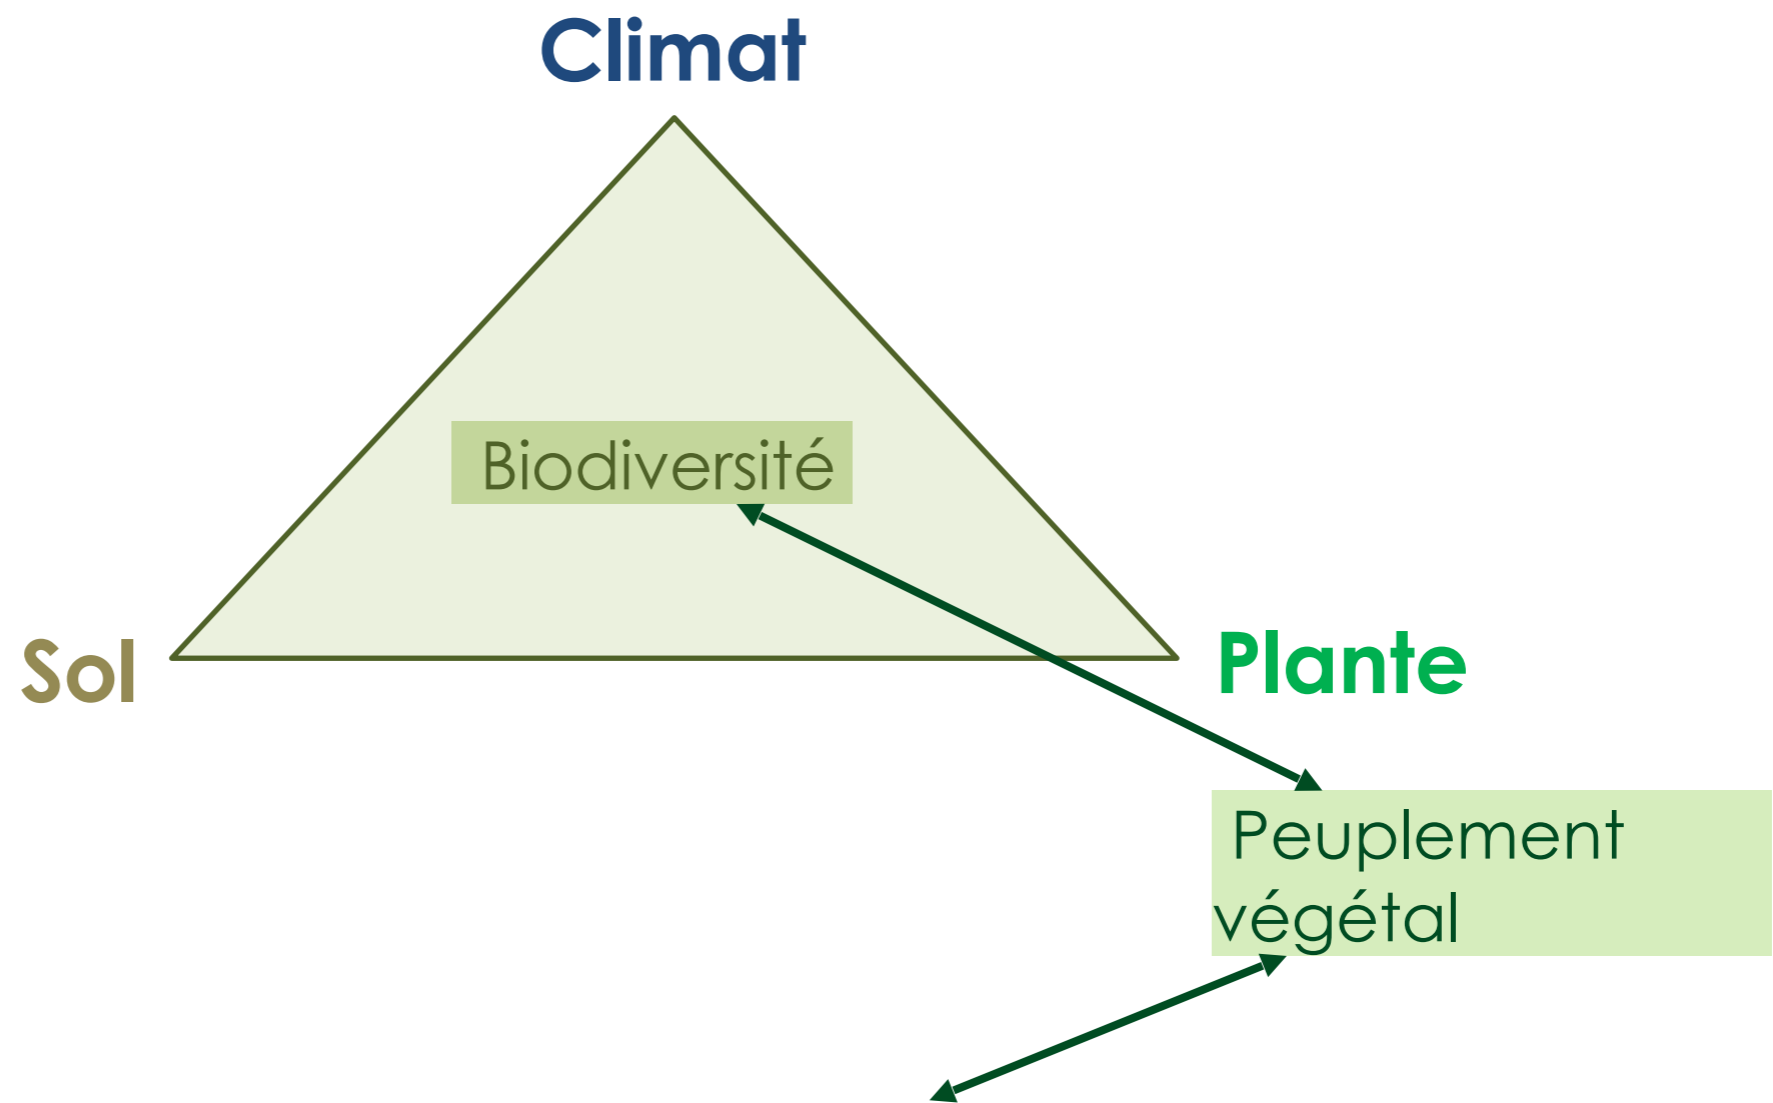 Climat
Biodiversité
Sol
Plante
Peuplement
végétal